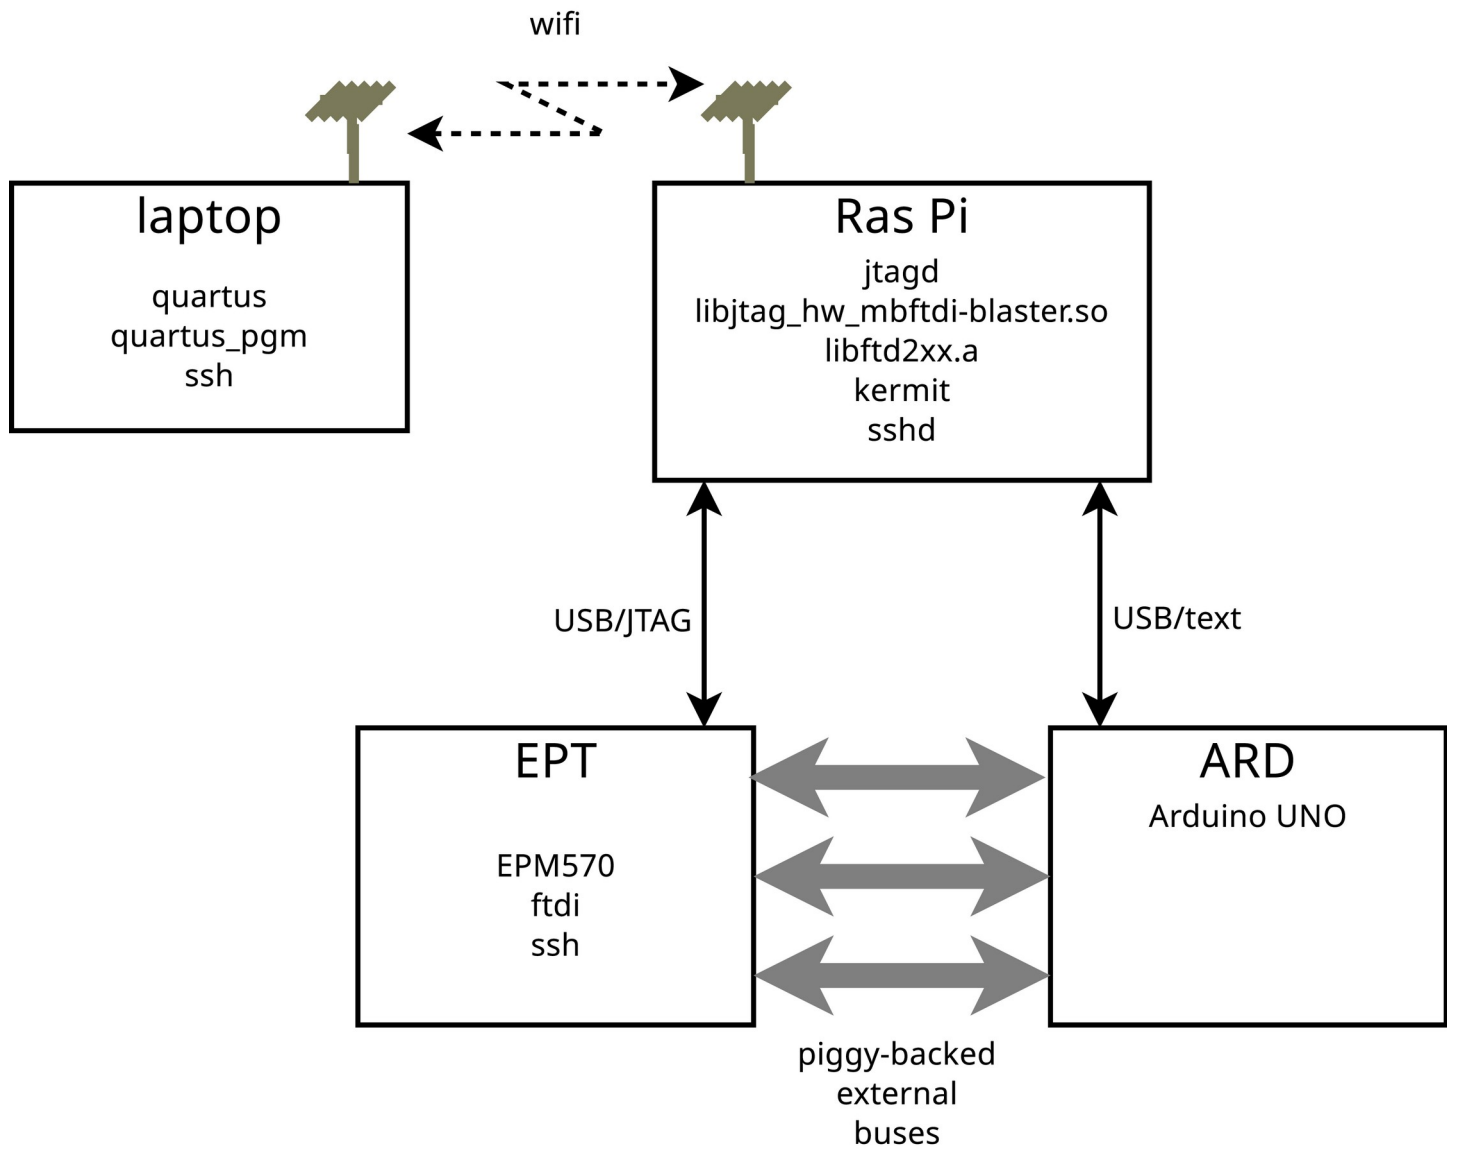 wifi
laptop
quartus
quartus_pgm
ssh
Ras Pi
jtagd
libjtag_hw_mbftdi-blaster.so
libftd2xx.a
kermit
sshd
USB/JTAG
USB/text
EPT
EPM570
ftdi
ssh
ARD
Arduino UNO
piggy-backed
external
buses